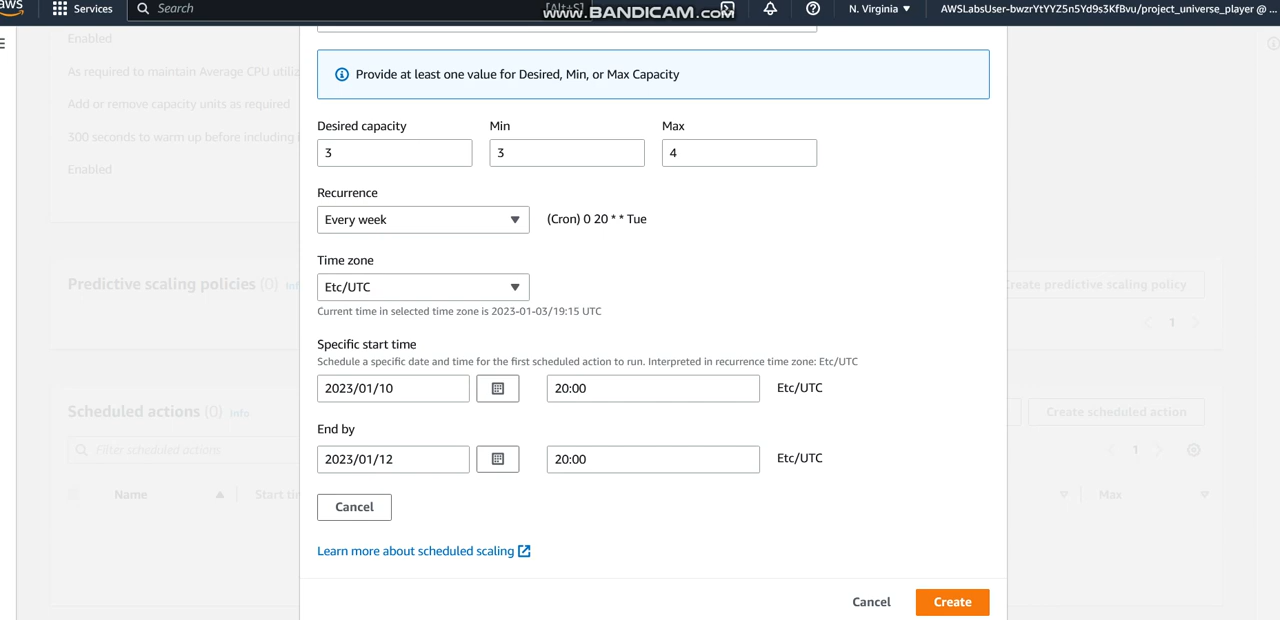 aws
Services
Search
[Alt+S]
www.BANDICAM.com
N. Virginia
AWSLabsUser-bwzrYtYYZ5n5Yd9s3KfBvu/project_universe_player @ ...
Enabled
As required to maintain Average CPU utiliz
Add or remove capacity units as required
300 seconds to warm up before including
Enabled
Provide at least one value for Desired, Min, or Max Capacity
Desired capacity
Min
Max
3
3
4
Recurrence
Every week
(Cron) 0 20 * * Tue
Time zone
Etc/UTC
Current time in selected time zone is 2023-01-03/19:15 UTC
Predictive scaling policies (0) Inf
Create predictive scaling policy
1
Specific start time
Schedule a specific date and time for the first scheduled action to run. Interpreted in recurrence time zone: Etc/UTC
2023/01/10
20:00
Etc/UTC
Scheduled actions (0) Info
Create scheduled action
End by
Filter scheduled actions
1
2023/01/12
20:00
Etc/UTC
Name
Start tim
Max
Cancel
Learn more about scheduled scaling
Cancel
Create